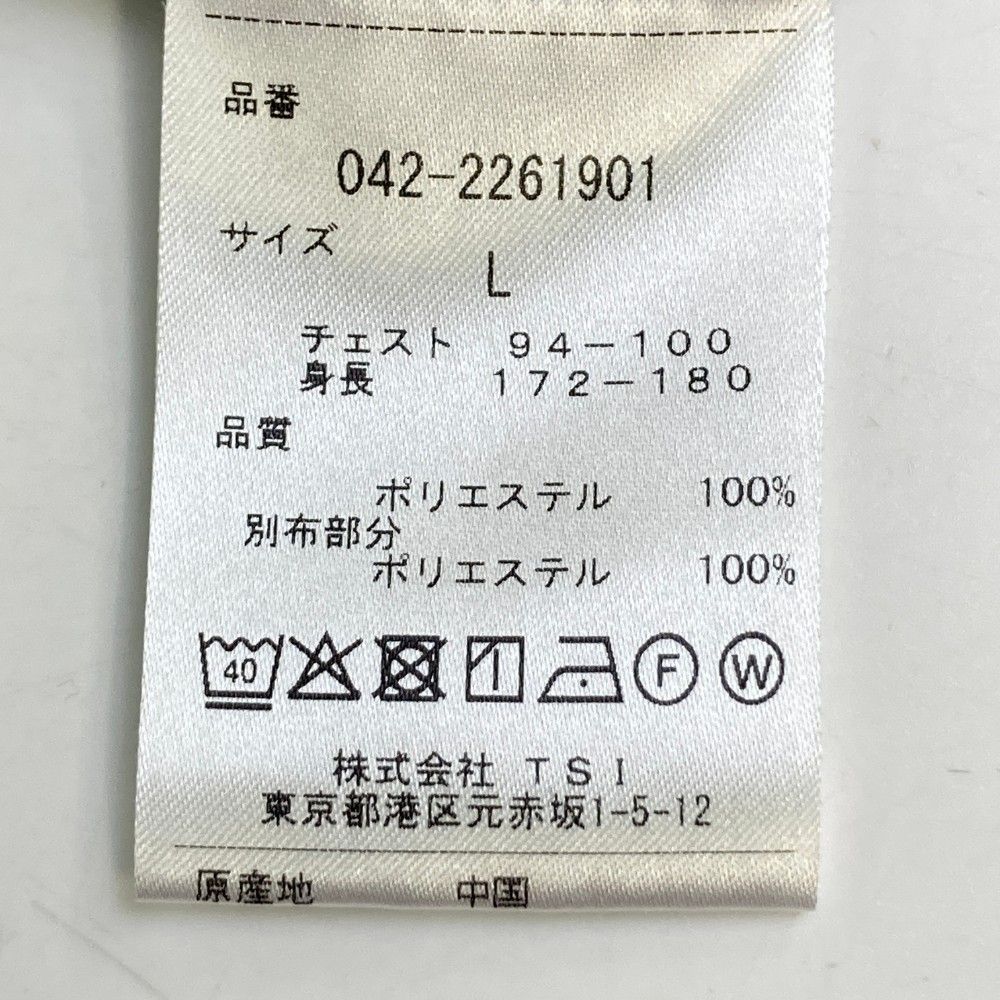 品番
042-2261901
サイズ
L
チェスト 94-100
身長 172-180
品質
ポリエステル 100%
別布部分
ポリエステル 100%
40 F W
株式会社 TSI
東京都港区元赤坂1-5-12
原産地 中国